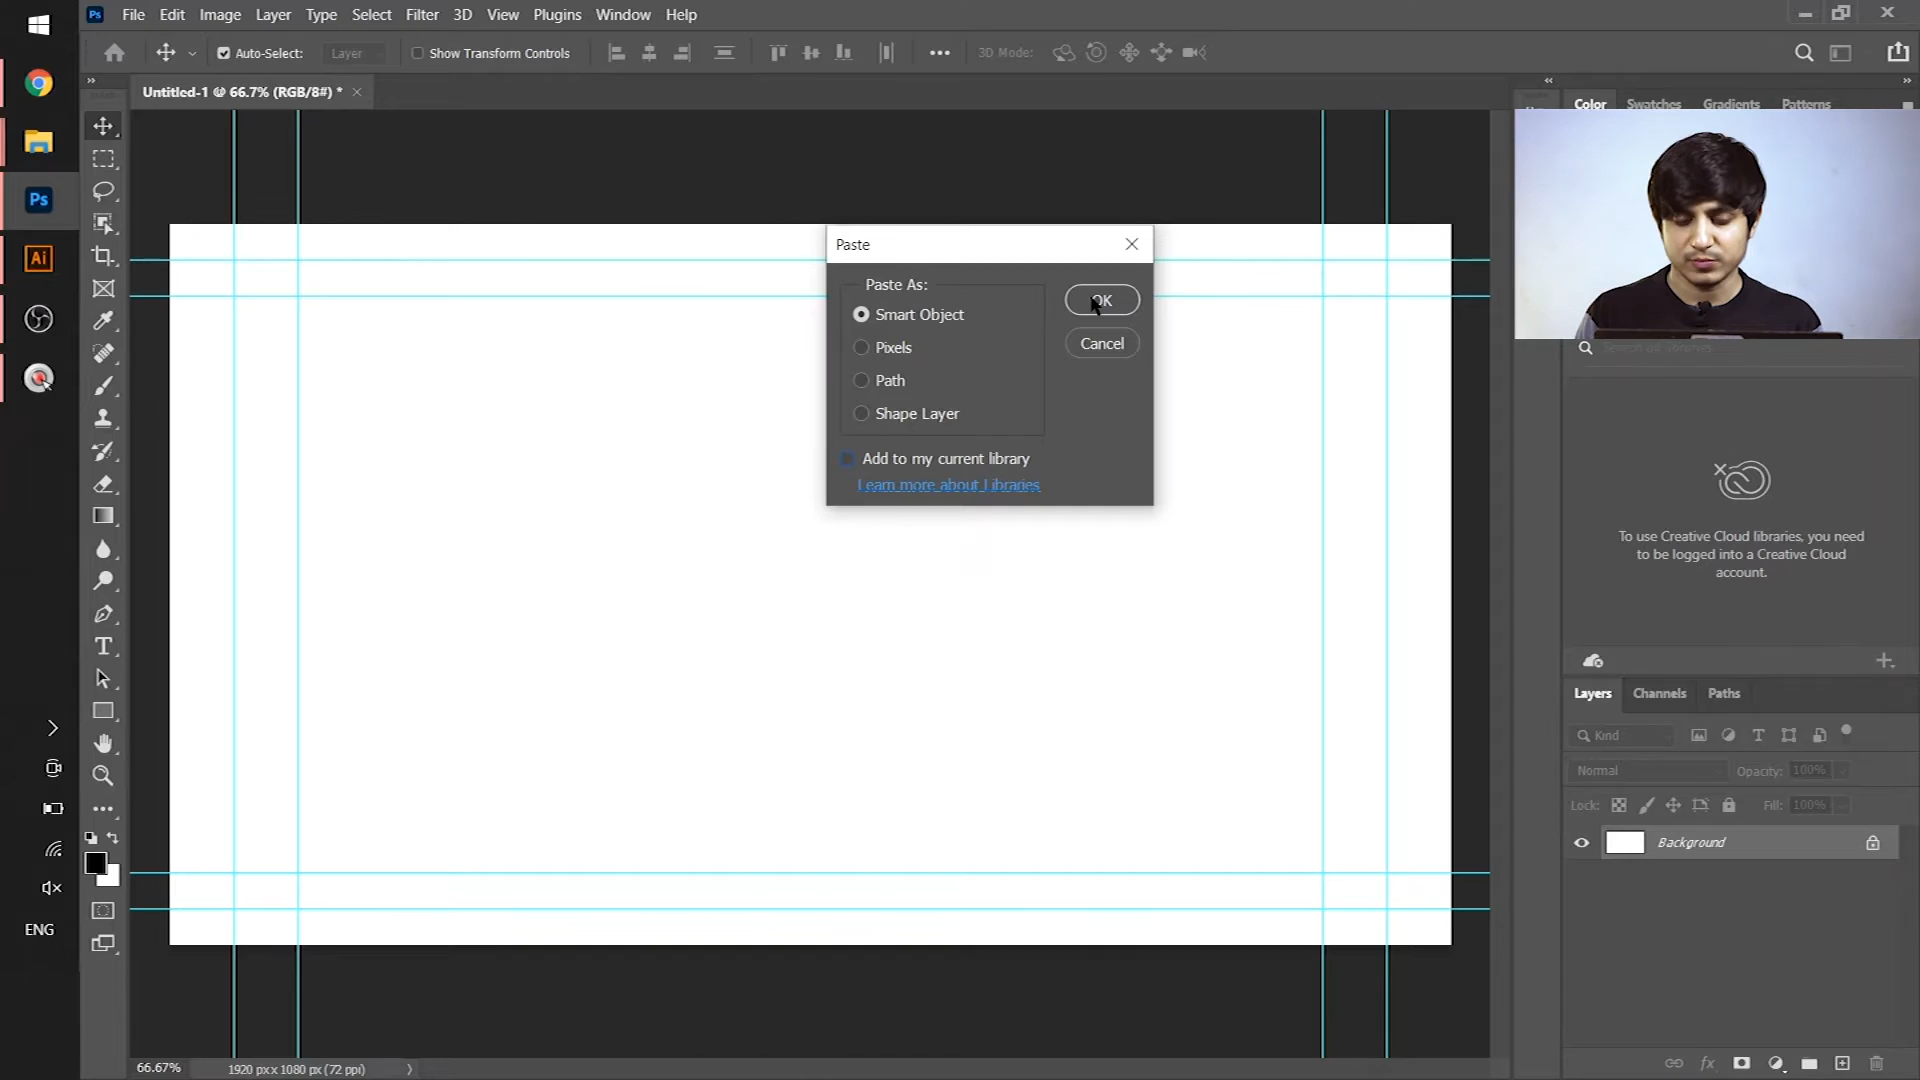 Ps File Edit Image Layer Type Select Filter 3D View Plugins Window Help
Auto-Select: Layer Show Transform Controls 3D Mode:
Untitled-1 @ 66.7% (RGB/8#) *
Color Swatches Gradients Patterns
Ps
Ai
Paste
Paste As:
Smart Object
Pixels
Path
Shape Layer
OK
Cancel
Add to my current library
Learn more about Libraries
To use Creative Cloud libraries, you need
to be logged into a Creative Cloud
account.
Layers Channels Paths
Kind
Normal Opacity: 100%
Lock: Fill: 100%
Background
fx
ENG
66.67% 1920 px x 1080 px (72 ppi)